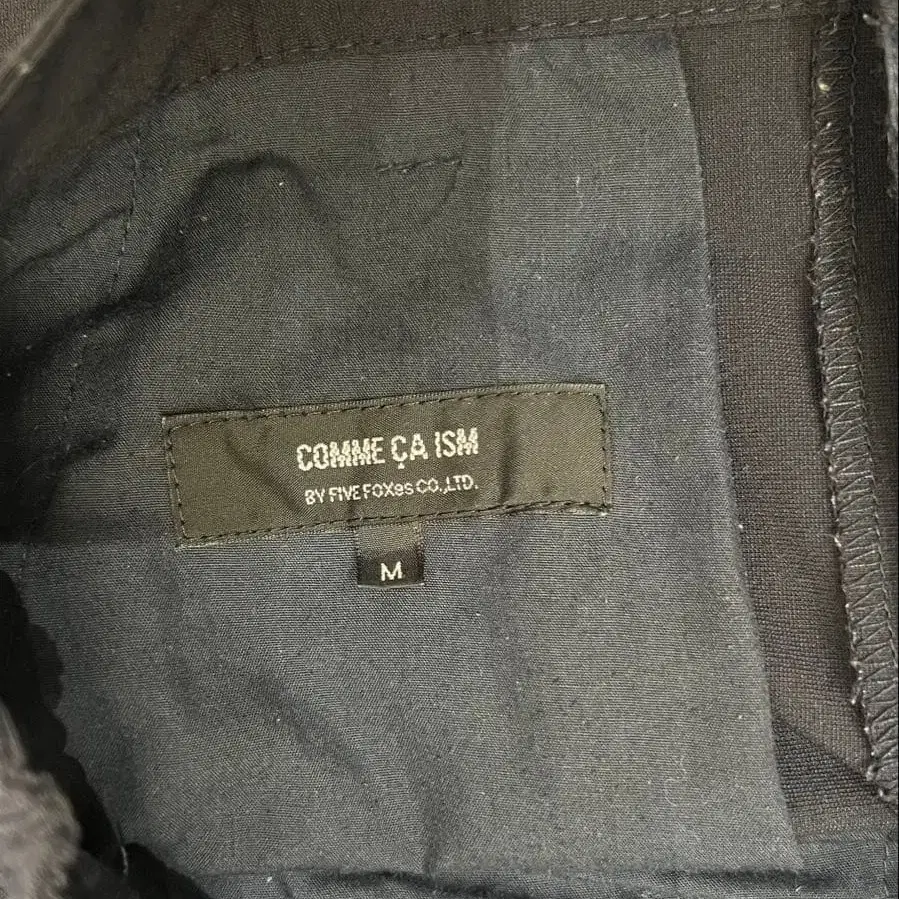 COMME ÇA ISM
BY FIVE FOXes CO.,LTD.
M